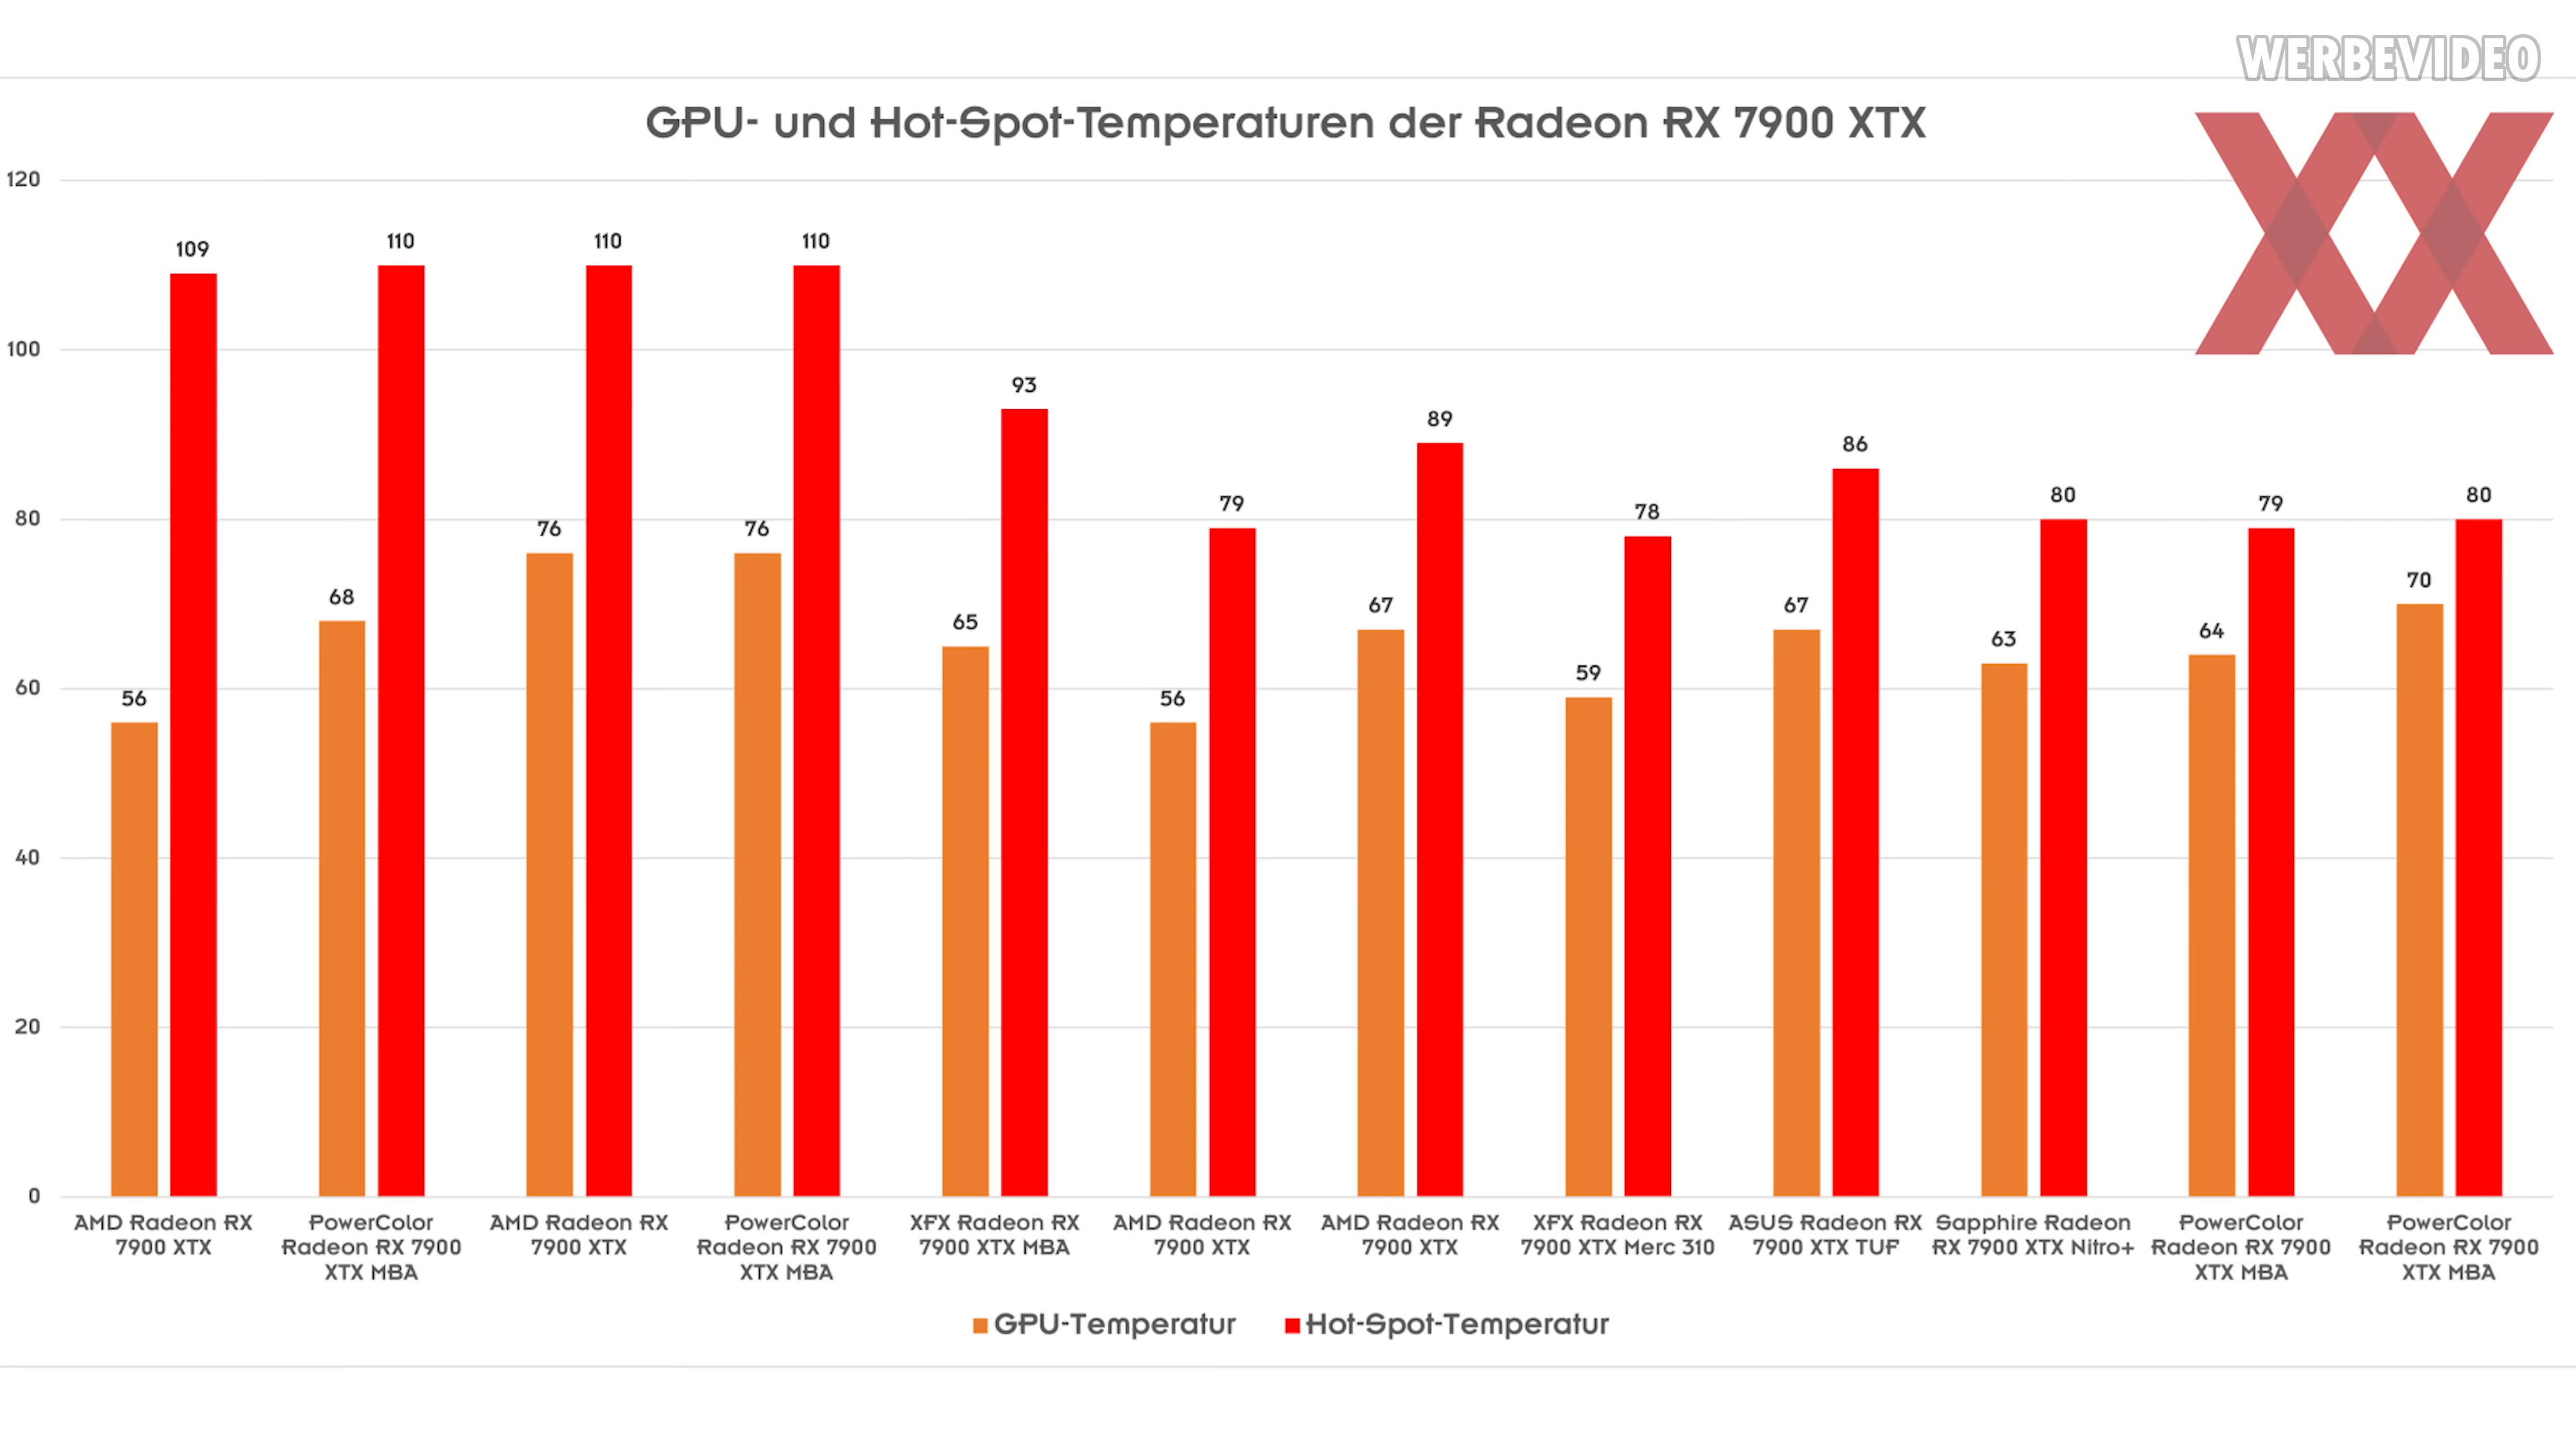 WERBEVIDEO
GPU- und Hot-Spot-Temperaturen der Radeon RX 7900 XTX
120
100
80
60
40
20
0
56
109
68
110
76
110
76
110
65
93
56
79
67
89
59
78
67
86
63
80
64
79
70
80
AMD Radeon RX
7900 XTX
PowerColor
Radeon RX 7900
XTX MBA
AMD Radeon RX
7900 XTX
PowerColor
Radeon RX 7900
XTX MBA
XFX Radeon RX
7900 XTX MBA
AMD Radeon RX
7900 XTX
AMD Radeon RX
7900 XTX
XFX Radeon RX
7900 XTX Merc 310
ASUS Radeon RX
7900 XTX TUF
Sapphire Radeon
RX 7900 XTX Nitro+
PowerColor
Radeon RX 7900
XTX MBA
PowerColor
Radeon RX 7900
XTX MBA
GPU-Temperatur
Hot-Spot-Temperatur